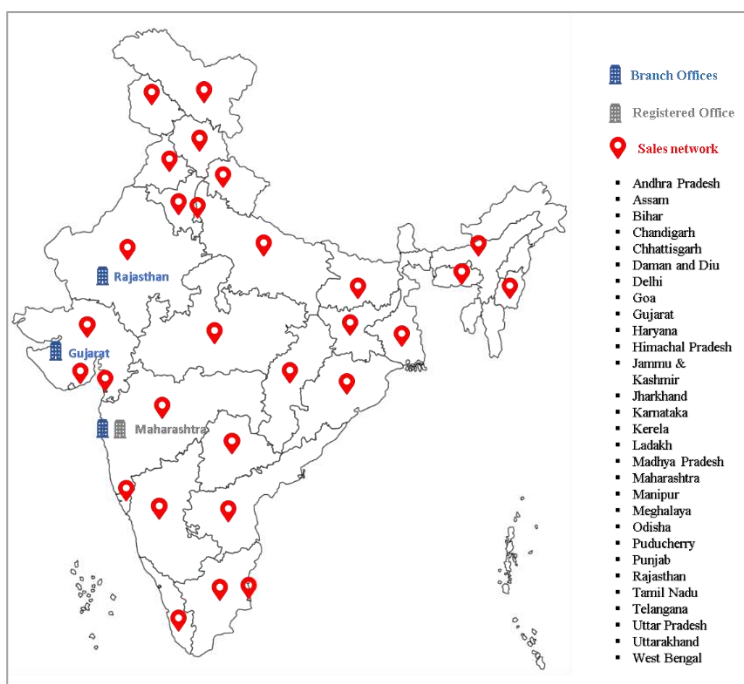 Branch Offices
Registered Office
Sales network
Rajasthan
Gujarat
Maharashtra
▪ Andhra Pradesh
▪ Assam
▪ Bihar
▪ Chandigarh
▪ Chhattisgarh
▪ Daman and Diu
▪ Delhi
▪ Goa
▪ Gujarat
▪ Haryana
▪ Himachal Pradesh
▪ Jammu &
Kashmir
▪ Jharkhand
▪ Karnataka
▪ Kerela
▪ Ladakh
▪ Madhya Pradesh
▪ Maharashtra
▪ Manipur
▪ Meghalaya
▪ Odisha
▪ Puducherry
▪ Punjab
▪ Rajasthan
▪ Tamil Nadu
▪ Telangana
▪ Uttar Pradesh
▪ Uttarakhand
▪ West Bengal